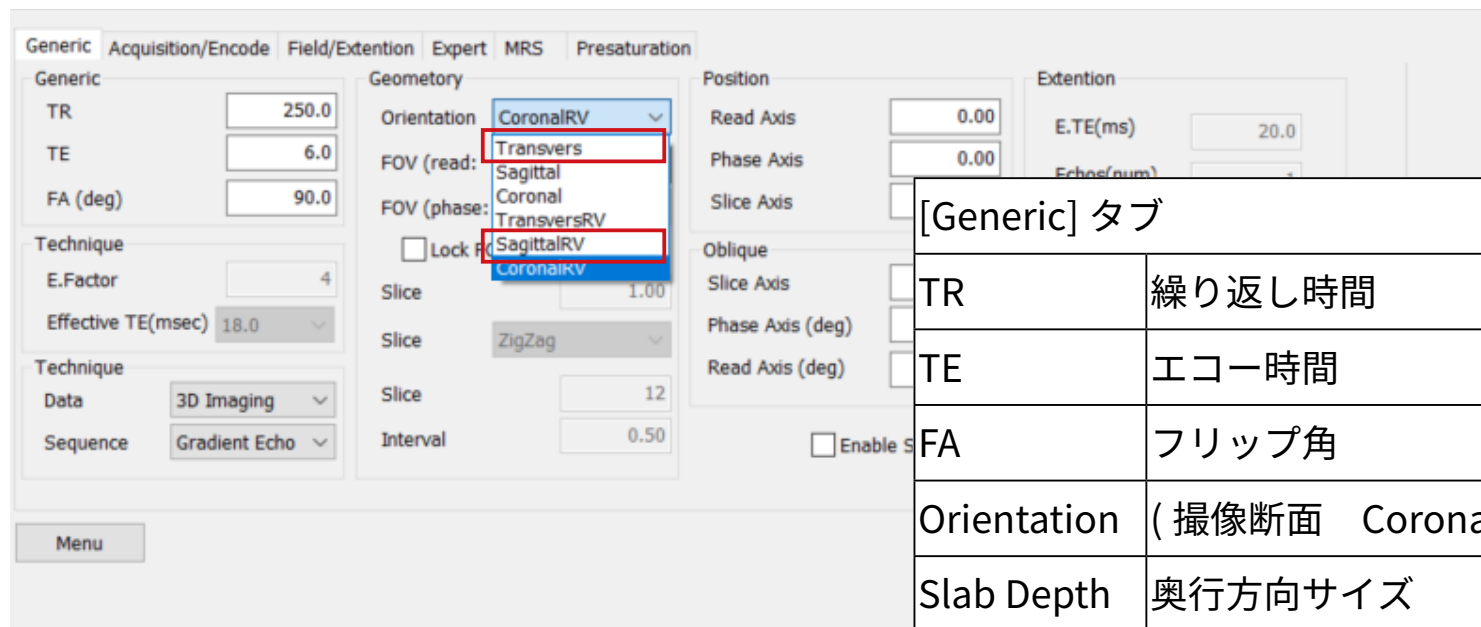 Generic Acquisition/Encode Field/Extention Expert MRS Presaturation
Generic
TR 250.0
TE 6.0
FA (deg) 90.0
Technique
E.Factor 4
Effective TE(msec) 18.0
Technique
Data 3D Imaging
Sequence Gradient Echo
Geometory
Orientation CoronalRV
Transvers
Sagittal
Coronal
TransversRV
SagittalRV
CoronalRV
FOV (read:
FOV (phase:
Lock
Slice 1.00
Slice ZigZag
Slice 12
Interval 0.50
Position
Read Axis 0.00
Phase Axis 0.00
Slice Axis
Oblique
Slice Axis
Phase Axis (deg)
Read Axis (deg)
Enable
Extention
E.TE(ms) 20.0
Echos(num)
Menu
[Generic] タブ
TR 繰り返し時間
TE エコー時間
FA フリップ角
Orientation ( 撮像断面 Corona
Slab Depth 奥行方向サイズ